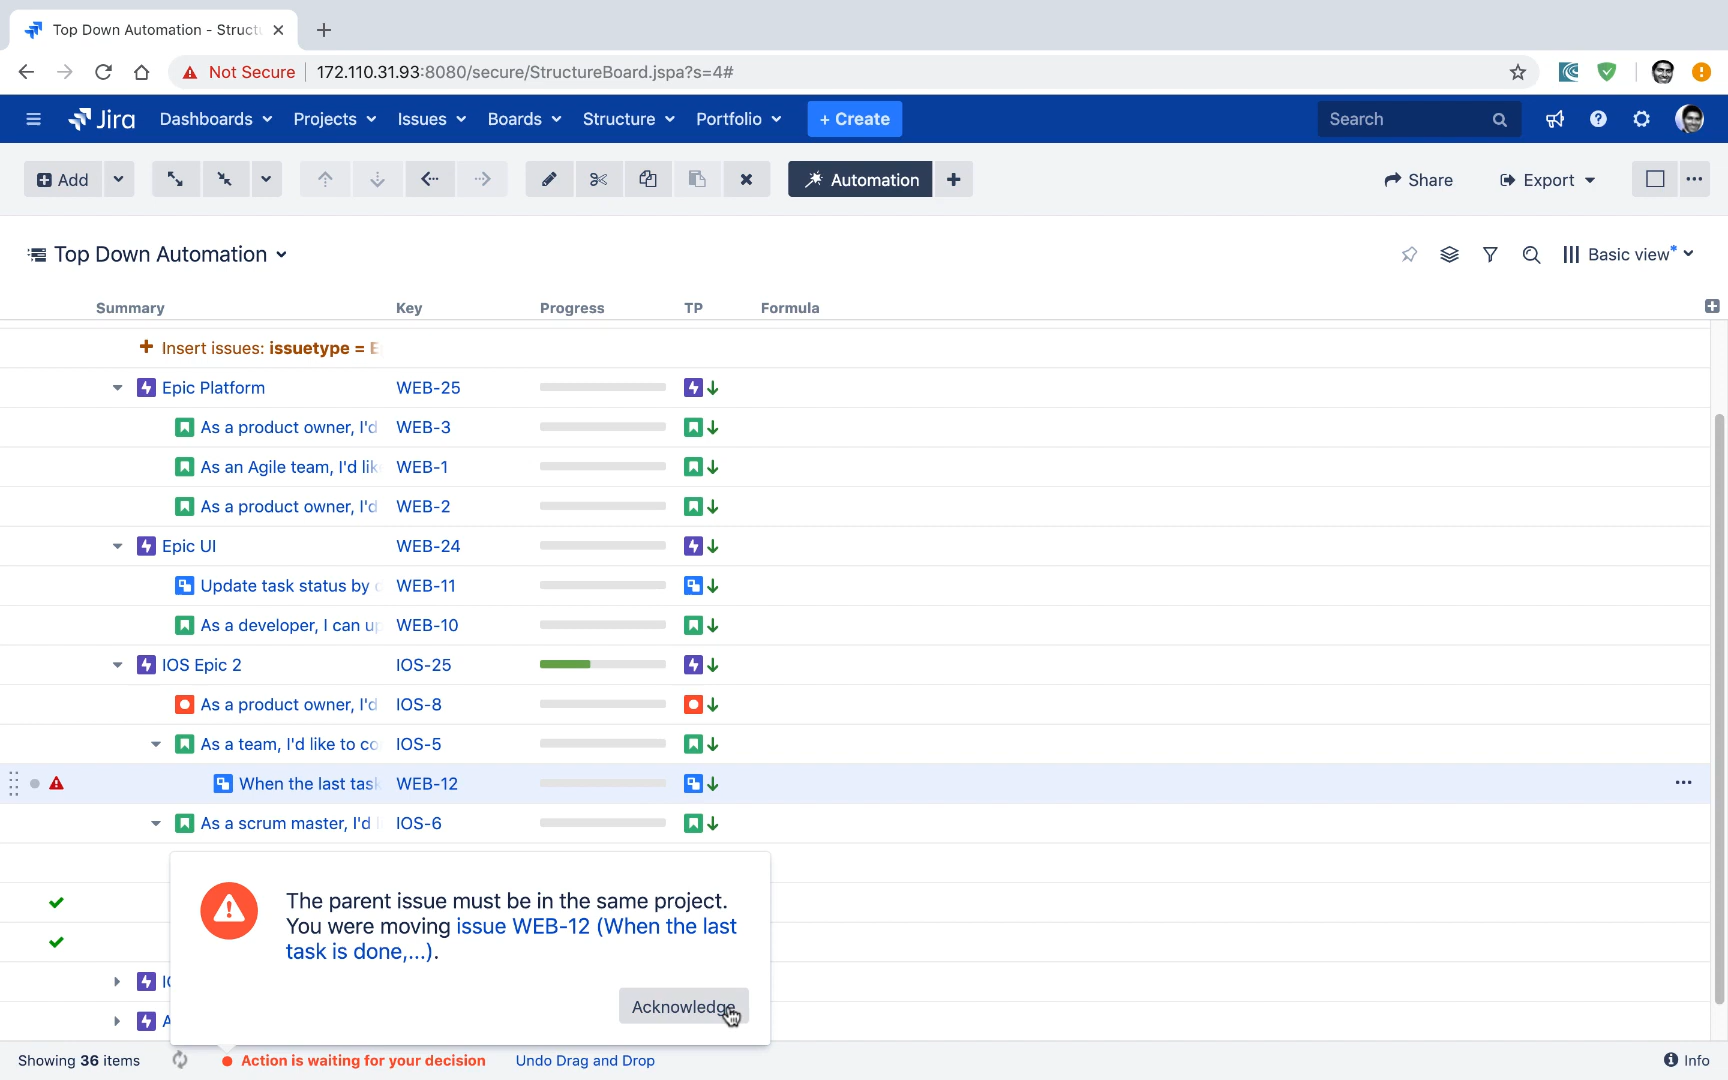 Top Down Automation - Struct
Not Secure
172.110.31.93:8080/secure/StructureBoard.jspa?s=4#
Jira
Dashboards
Projects
Issues
Boards
Structure
Portfolio
+ Create
Search
Add
Automation
Share
Export
Top Down Automation
Basic view*
Summary Key Progress TP Formula
Insert issues: issuetype = E
Epic Platform WEB-25
As a product owner, I'd WEB-3
As an Agile team, I'd lik WEB-1
As a product owner, I'd WEB-2
Epic UI WEB-24
Update task status by WEB-11
As a developer, I can up WEB-10
IOS Epic 2 IOS-25
As a product owner, I'd IOS-8
As a team, I'd like to co IOS-5
When the last task WEB-12
As a scrum master, I'd IOS-6
The parent issue must be in the same project.
You were moving issue WEB-12 (When the last
task is done,...).
Acknowledge
Showing 36 items
Action is waiting for your decision
Undo Drag and Drop
Info